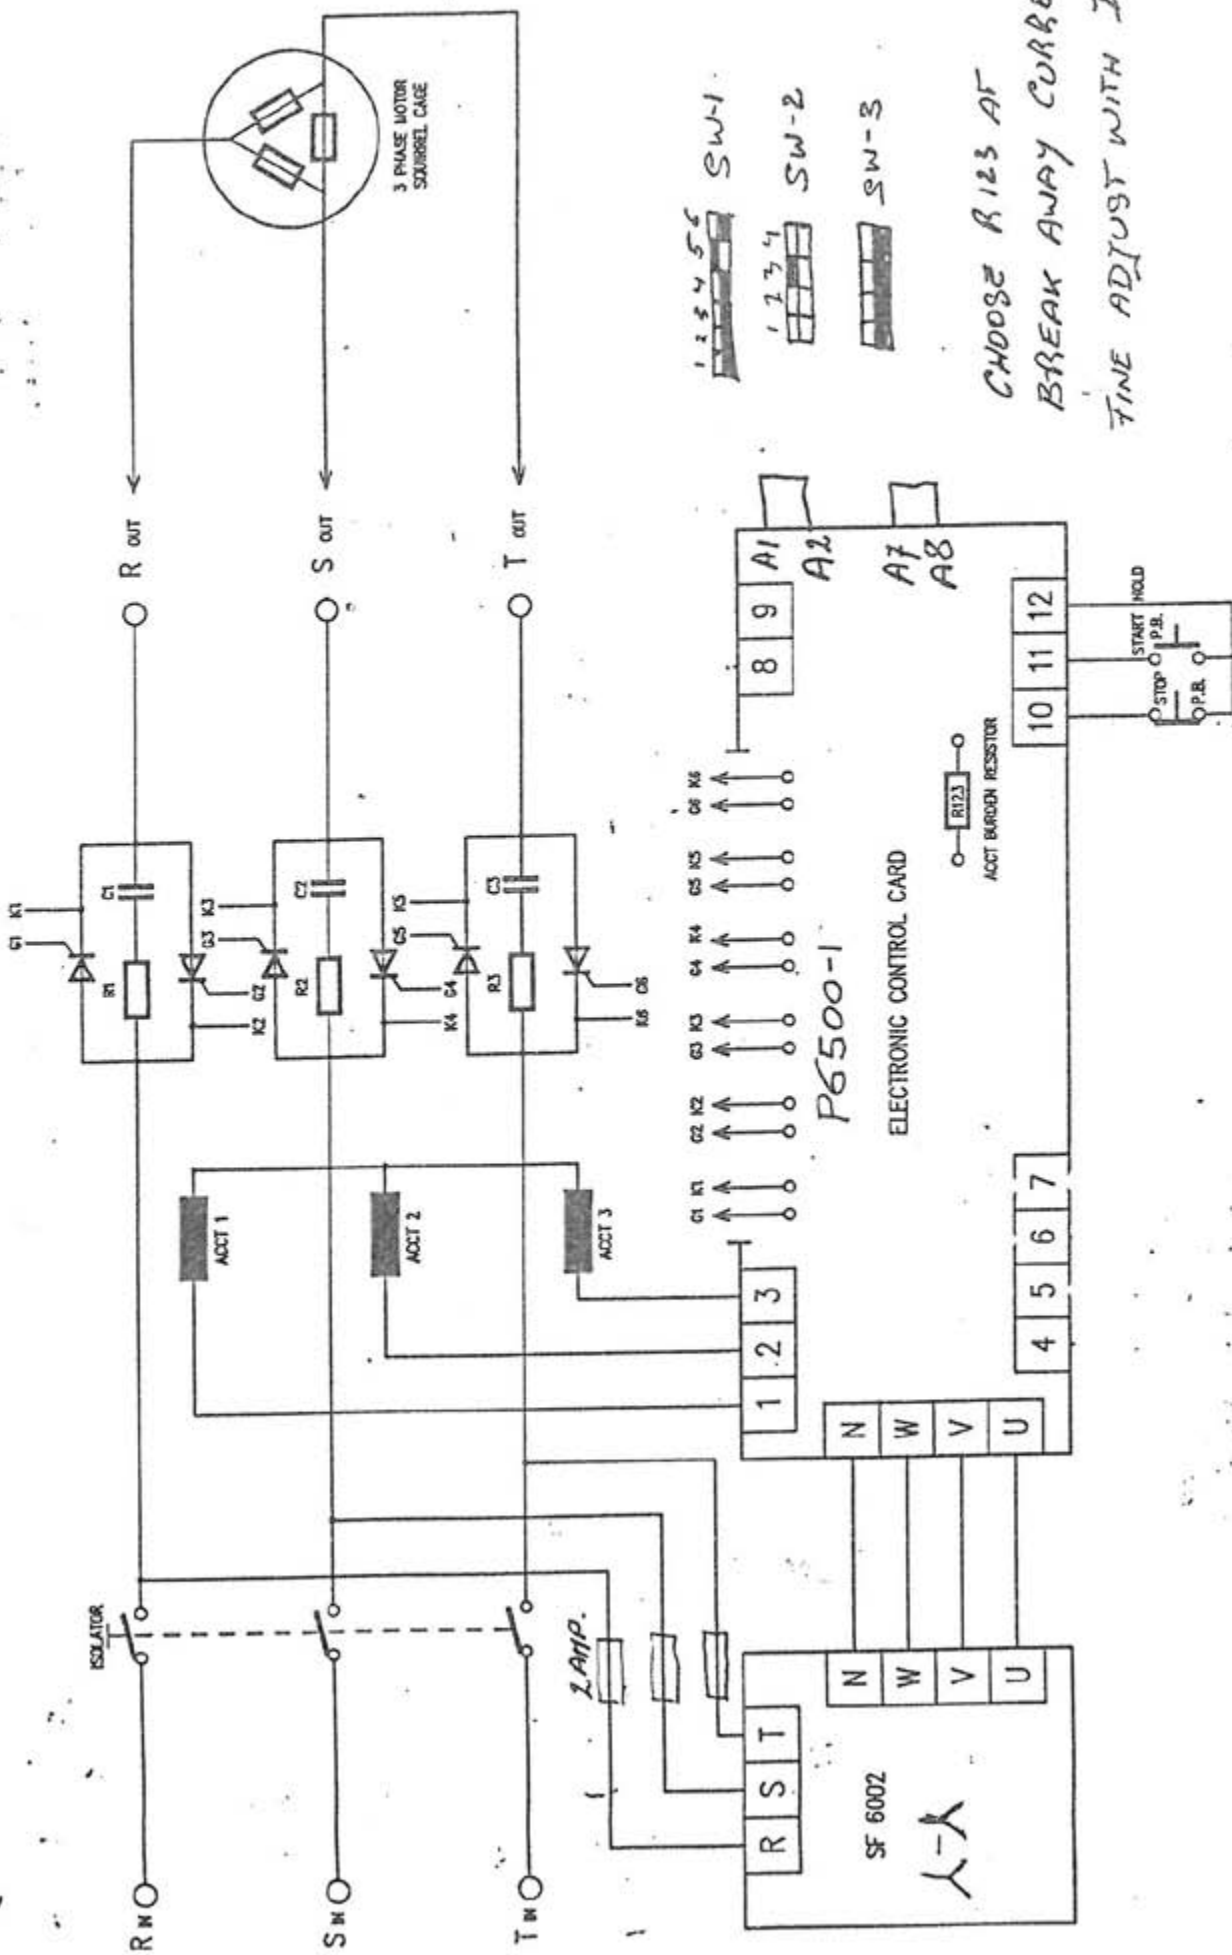 R IN
S IN
T IN
ISOLATOR
2 AMP.
ACCT 1
ACCT 2
ACCT 3
G1 K1
R1 C1
G2
K2
G3 K3
R2 C2
G4
K4
G5 K5
R3 C3
G6
K6
R OUT
S OUT
T OUT
3 PHASE MOTOR
SQUIRREL CAGE
R S T
SF 6002
N
W
V
U
N
W
V
U
1 2 3
G1 K1 G2 K2 G3 K3 G4 K4 G5 K5 G6 K6
8 9
A1
A2
A7
A8
P6500-1
ELECTRONIC CONTROL CARD
R123
ACCT BURDEN RESISTOR
4 5 6 7
10 11 12
STOP
P.B.
START
P.B.
HOLD
1 2 3 4 5 6
SW-1
1 2 3 4
SW-2
SW-3
CHOOSE R123 AT
BREAK AWAY
FINE ADJUST WITH